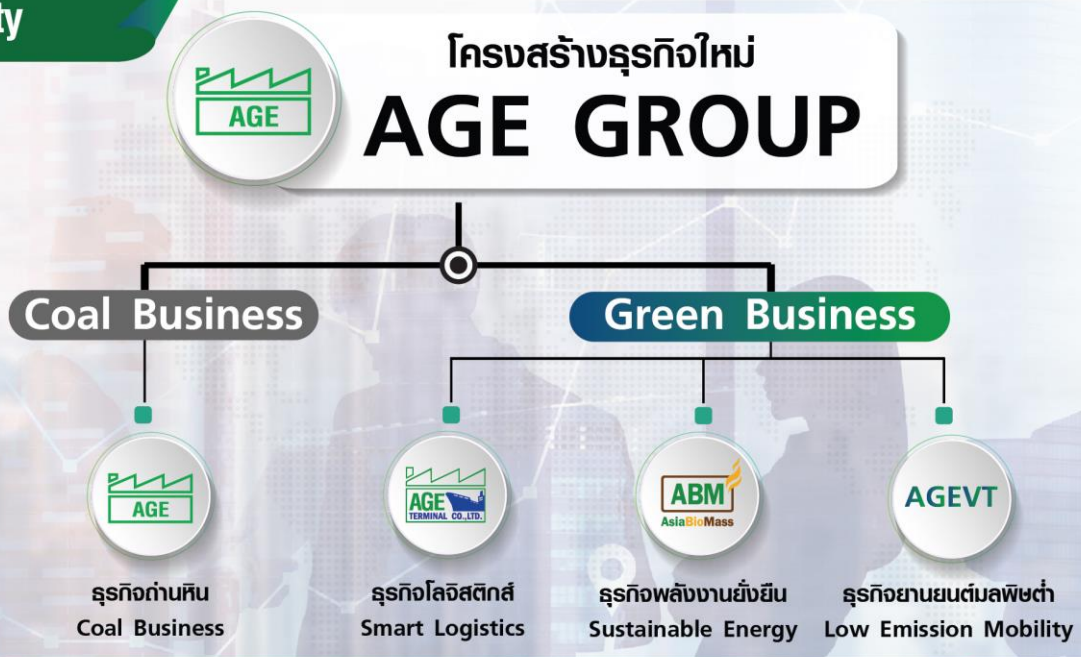 ty
โครงสร้างธุรกิจใหม่
AGE
AGE GROUP
Coal Business
Green Business
AGE
AGE
TERMINAL CO.,LTD.
ABM
AsiaBioMass
AGEVT
ธุรกิจถ่านหิน
Coal Business
ธุรกิจโลจิสติกส์
Smart Logistics
ธุรกิจพลังงานยั่งยืน
Sustainable Energy
ธุรกิจยานยนต์มลพิษต่ำ
Low Emission Mobility